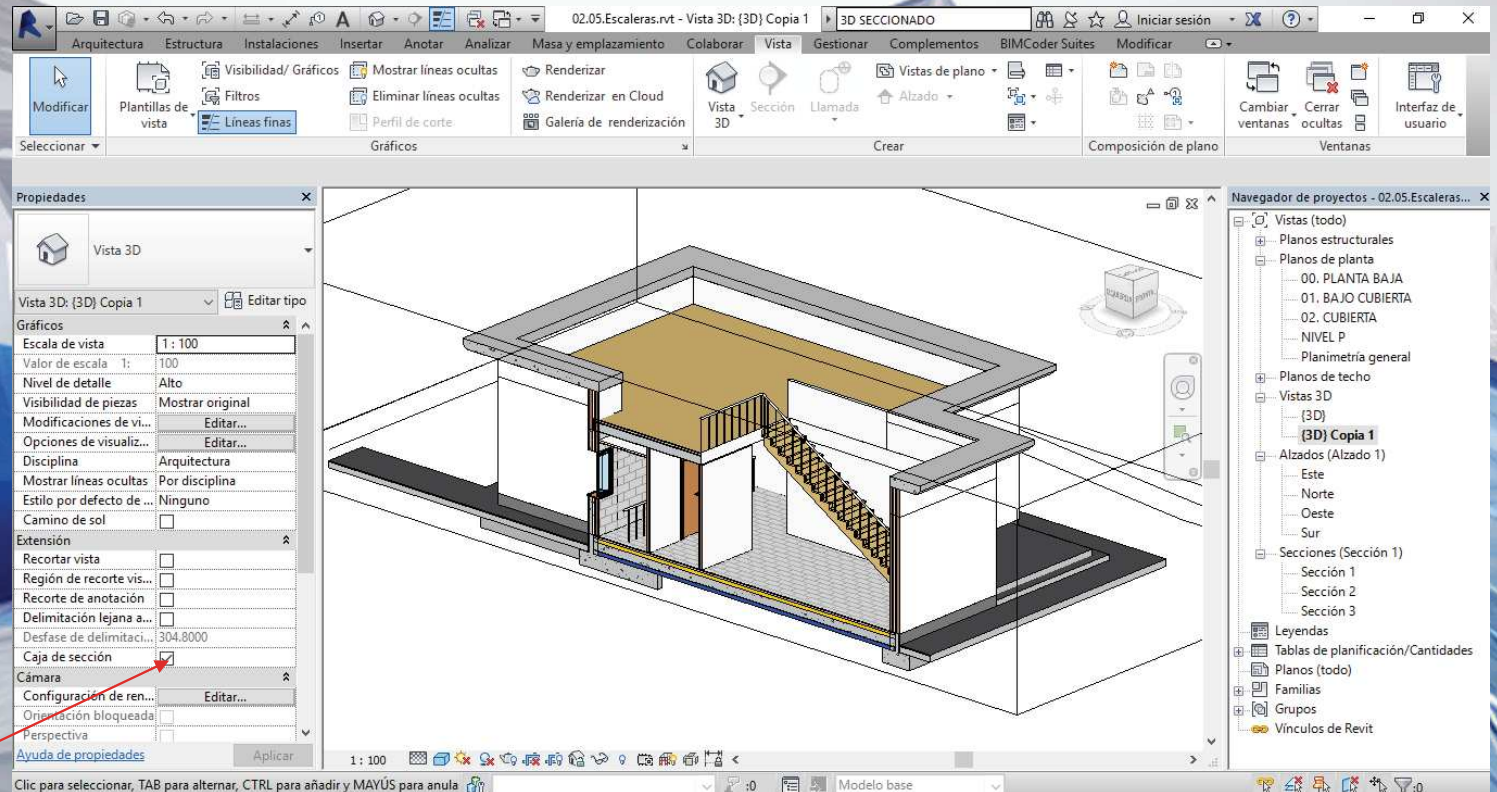 02.05.Escaleras.rvt - Vista 3D: {3D} Copia 1
3D SECCIONADO
Iniciar sesión
Arquitectura Estructura Instalaciones Insertar Anotar Analizar Masa y emplazamiento Colaborar Vista Gestionar Complementos BIMCoder Suites Modificar
Modificar
Plantillas de vista
Visibilidad/ Gráficos
Filtros
Líneas finas
Mostrar líneas ocultas
Eliminar líneas ocultas
Perfil de corte
Renderizar
Renderizar en Cloud
Galería de renderización
Vista 3D
Sección
Llamada
Vistas de plano
Alzado
Cambiar ventanas
Cerrar ocultas
Interfaz de usuario
Seleccionar
Gráficos
Crear
Composición de plano
Ventanas
Propiedades
Vista 3D
Vista 3D: {3D} Copia 1
Editar tipo
Gráficos
Escala de vista 1 : 100
Valor de escala 1: 100
Nivel de detalle Alto
Visibilidad de piezas Mostrar original
Modificaciones de vi... Editar...
Opciones de visualiz... Editar...
Disciplina Arquitectura
Mostrar líneas ocultas Por disciplina
Estilo por defecto de ... Ninguno
Camino de sol
Extensión
Recortar vista
Región de recorte vis...
Recorte de anotación
Delimitación lejana a...
Desfase de delimitaci... 304.8000
Caja de sección
Cámara
Configuración de ren... Editar...
Orientación bloqueada
Perspectiva
Ayuda de propiedades
Aplicar
1 : 100
Navegador de proyectos - 02.05.Escaleras...
Vistas (todo)
Planos estructurales
Planos de planta
00. PLANTA BAJA
01. BAJO CUBIERTA
02. CUBIERTA
NIVEL P
Planimetría general
Planos de techo
Vistas 3D
{3D}
{3D} Copia 1
Alzados (Alzado 1)
Este
Norte
Oeste
Sur
Secciones (Sección 1)
Sección 1
Sección 2
Sección 3
Leyendas
Tablas de planificación/Cantidades
Planos (todo)
Familias
Grupos
Vínculos de Revit
Clic para seleccionar, TAB para alternar, CTRL para añadir y MAYÚS para anula
:0
Modelo base
:0